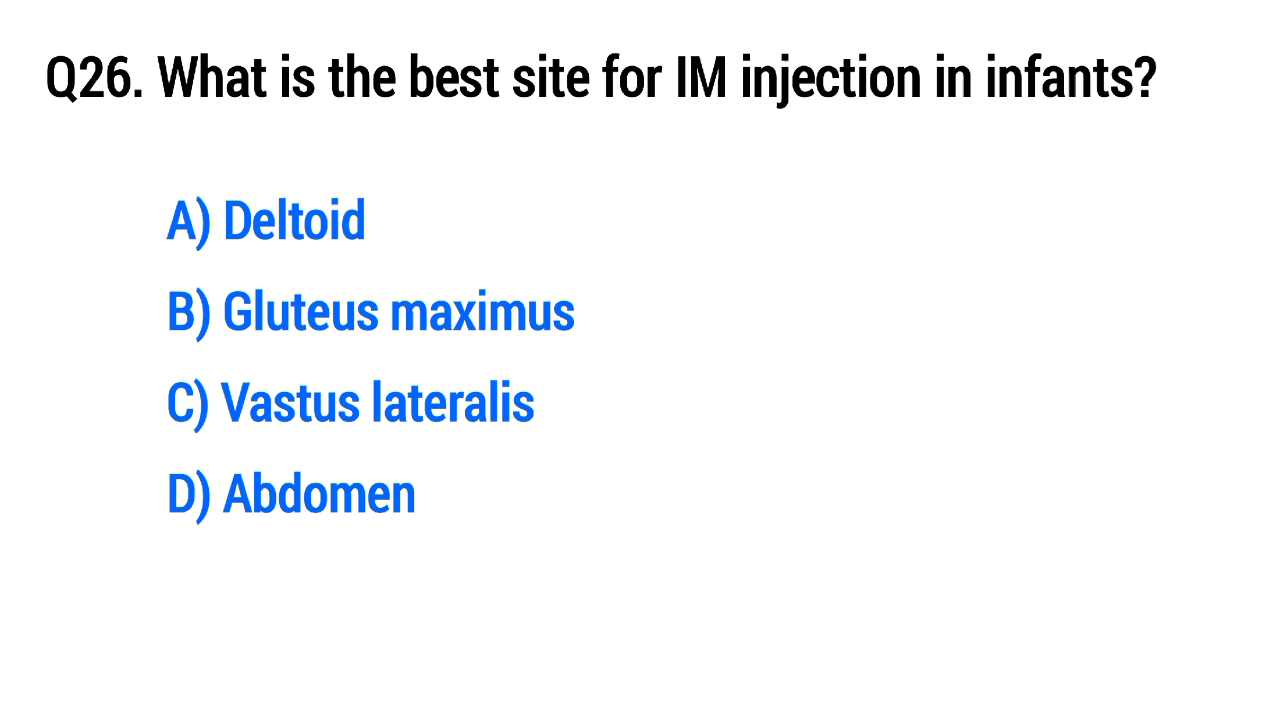 Q26. What is the best site for IM injection in infants?
A) Deltoid
B) Gluteus maximus
C) Vastus lateralis
D) Abdomen